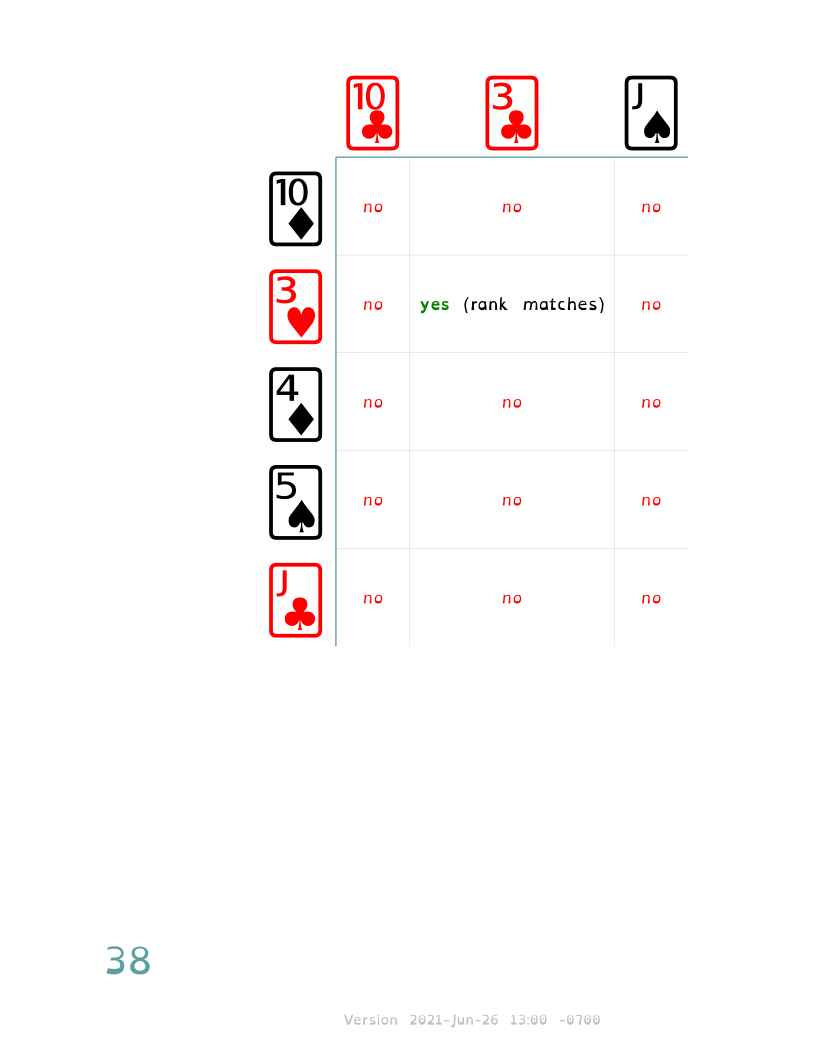 10 3 J
10 no no no
3 no yes (rank matches) no
4 no no no
5 no no no
J no no no
38
Version 2021-Jun-26 13:00 -0700